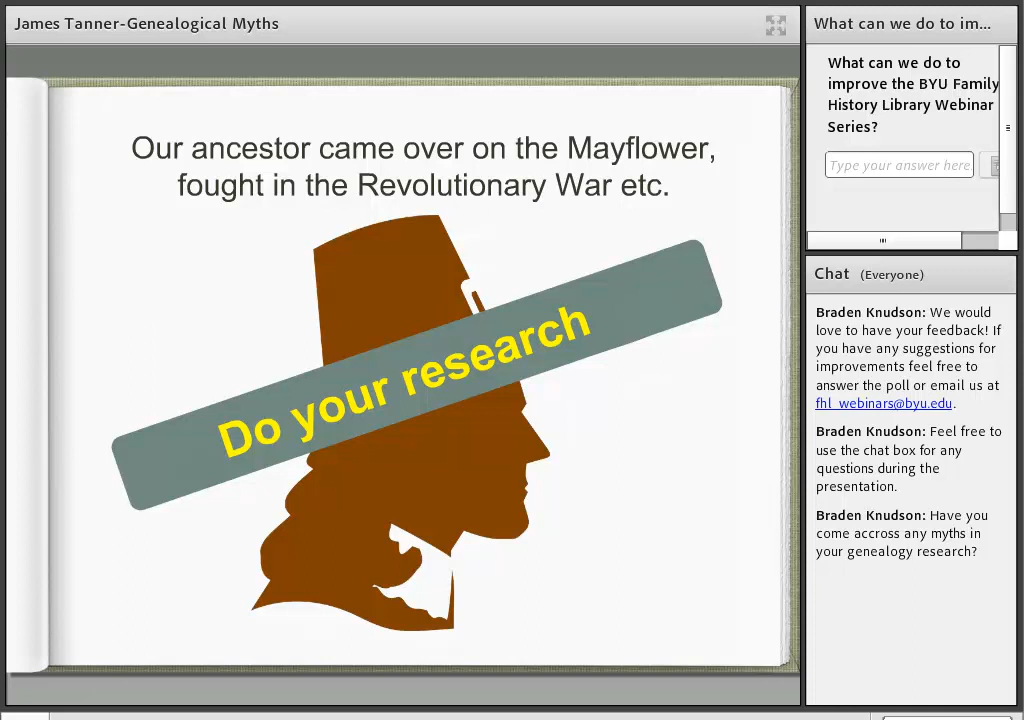 James Tanner-Genealogical Myths
Our ancestor came over on the Mayflower,
fought in the Revolutionary War etc.
Do your research
What can we do to im...
What can we do to
improve the BYU Family
History Library Webinar
Series?
Type your answer here
Chat (Everyone)
Braden Knudson: We would
love to have your feedback! If
you have any suggestions for
improvements feel free to
answer the poll or email us at
fhl_webinars@byu.edu.
Braden Knudson: Feel free to
use the chat box for any
questions during the
presentation.
Braden Knudson: Have you
come accross any myths in
your genealogy research?